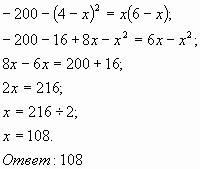 − 200 − (4 − x)² = x(6 − x);
− 200 − 16 + 8x − x² = 6x − x²;
8x − 6x = 200 + 16;
2x = 216;
x = 216 ÷ 2;
x = 108.
Ответ: 108